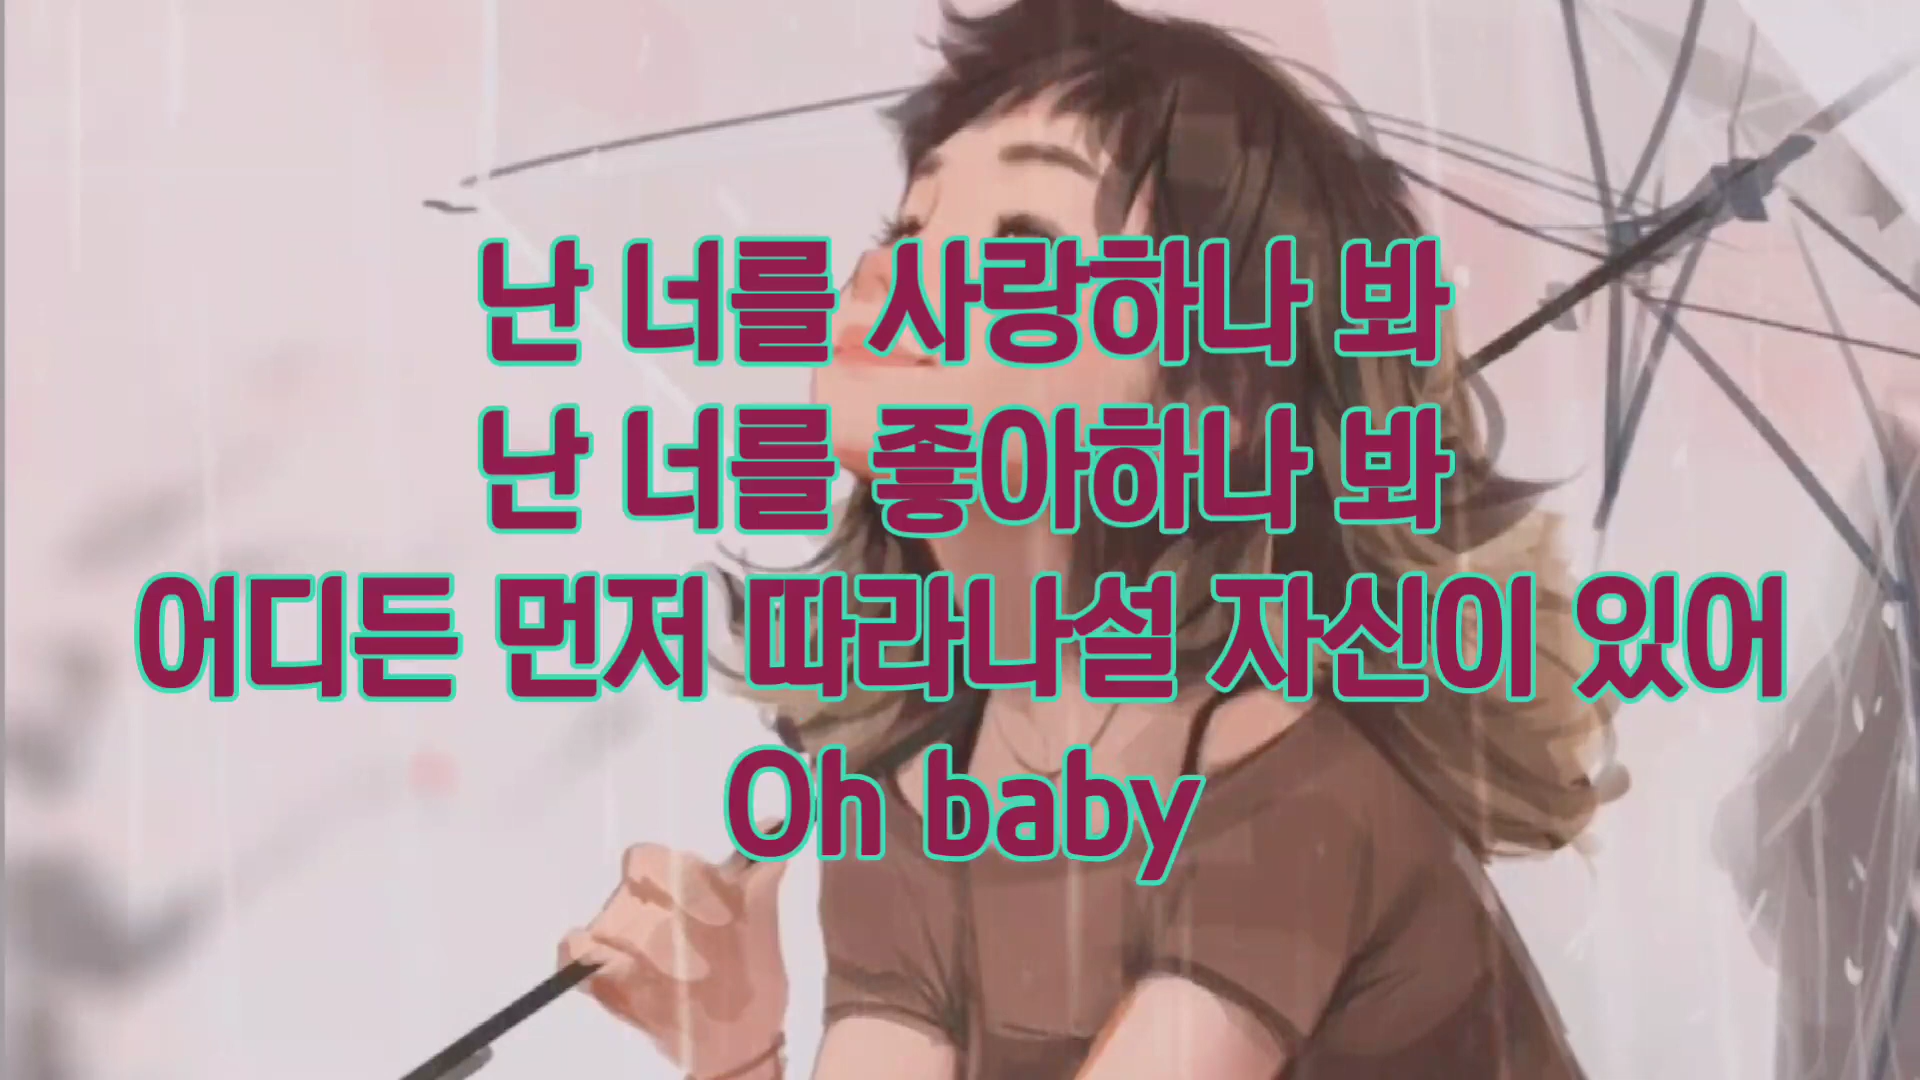 난 너를 사랑하나 봐
난 너를 좋아하나 봐
어디든 먼저 따라나설 자신이 있어
Oh baby